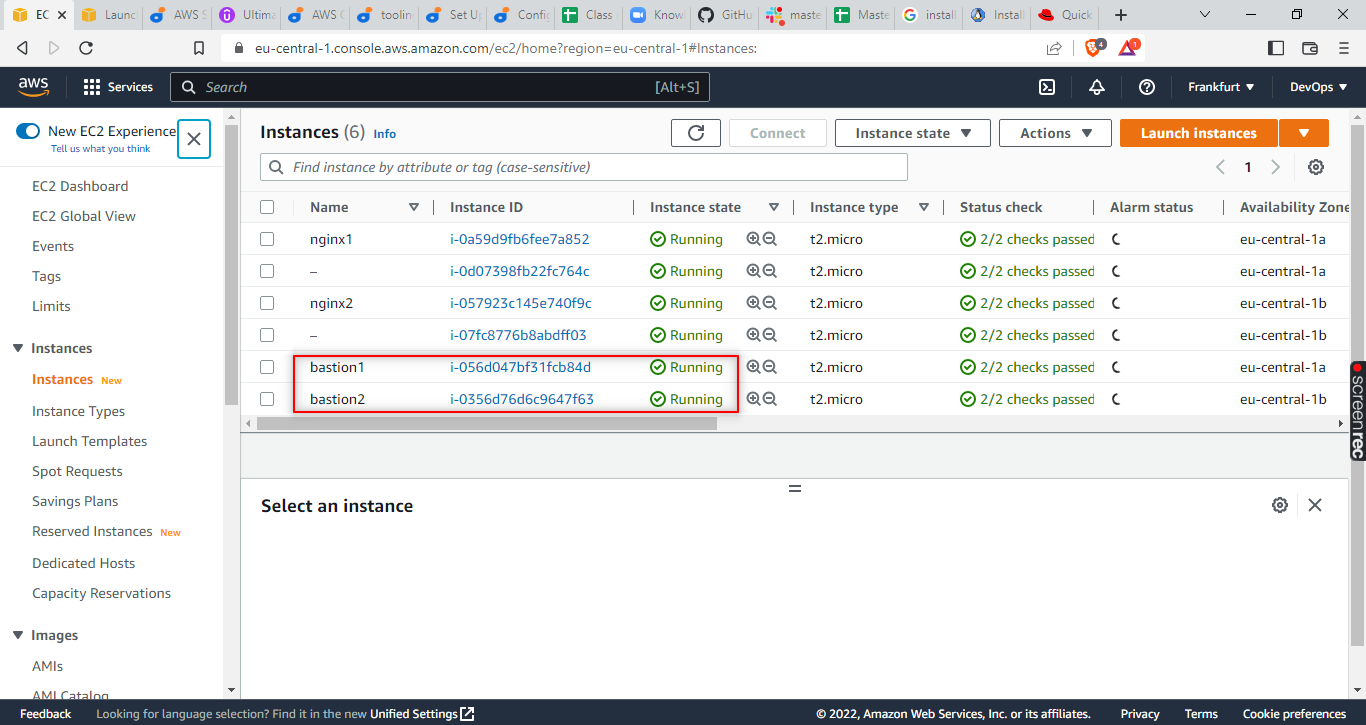 EC
Launc
AWS S
Ultima
AWS C
toolin
Set Up
Config
Class
Knowl
GitHu
maste
Maste
install
Install
Quick
eu-central-1.console.aws.amazon.com/ec2/home?region=eu-central-1#Instances:
4
1
aws
Services
Search
[Alt+S]
Frankfurt
DevOps
New EC2 Experience
Tell us what you think
EC2 Dashboard
EC2 Global View
Events
Tags
Limits
Instances
Instances New
Instance Types
Launch Templates
Spot Requests
Savings Plans
Reserved Instances New
Dedicated Hosts
Capacity Reservations
Images
AMIs
AMI Catalog
Instances (6) Info
Connect
Instance state
Actions
Launch instances
Find instance by attribute or tag (case-sensitive)
1
Name Instance ID Instance state Instance type Status check Alarm status Availability Zone
nginx1 i-0a59d9fb6fee7a852 Running t2.micro 2/2 checks passed eu-central-1a
– i-0d07398fb22fc764c Running t2.micro 2/2 checks passed eu-central-1a
nginx2 i-057923c145e740f9c Running t2.micro 2/2 checks passed eu-central-1b
– i-07fc8776b8abdff03 Running t2.micro 2/2 checks passed eu-central-1b
bastion1 i-056d047bf31fcb84d Running t2.micro 2/2 checks passed eu-central-1a
bastion2 i-0356d76d6c9647f63 Running t2.micro 2/2 checks passed eu-central-1b
Select an instance
screenrec
Feedback
Looking for language selection? Find it in the new Unified Settings
© 2022, Amazon Web Services, Inc. or its affiliates.
Privacy
Terms
Cookie preferences